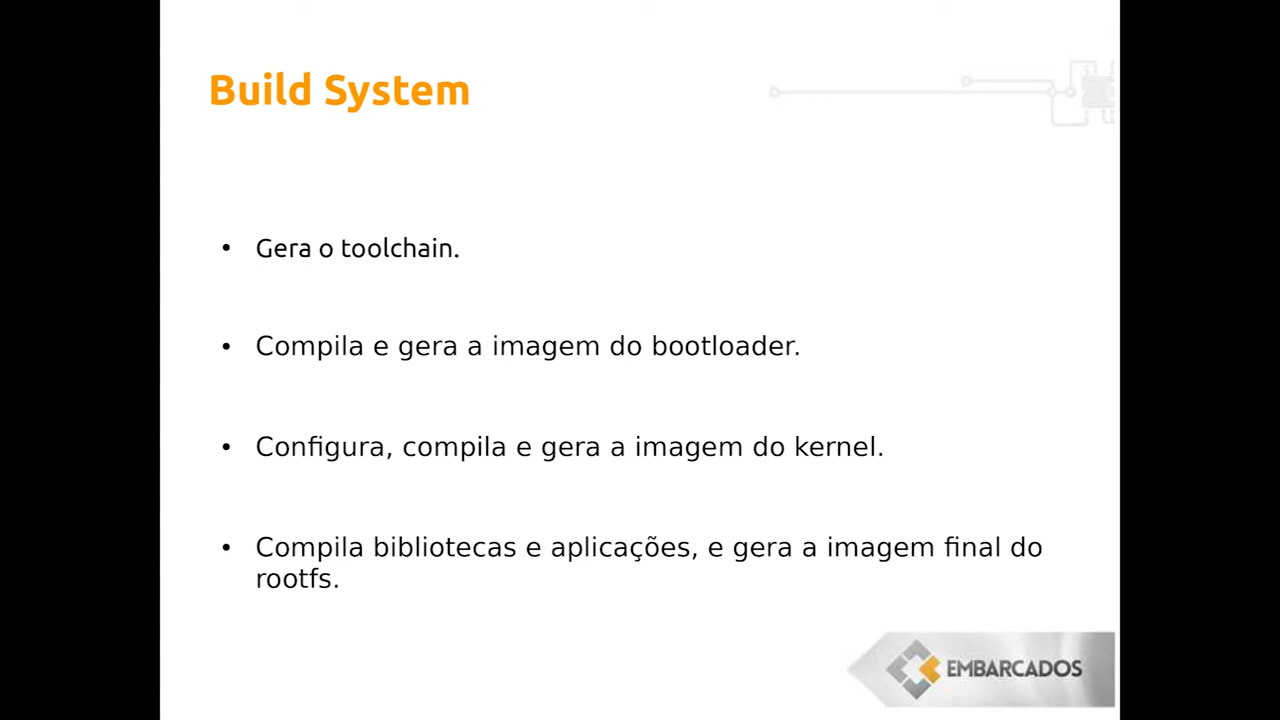 Build System
• Gera o toolchain.
• Compila e gera a imagem do bootloader.
• Configura, compila e gera a imagem do kernel.
• Compila bibliotecas e aplicações, e gera a imagem final do
rootfs.
EMBARCADOS